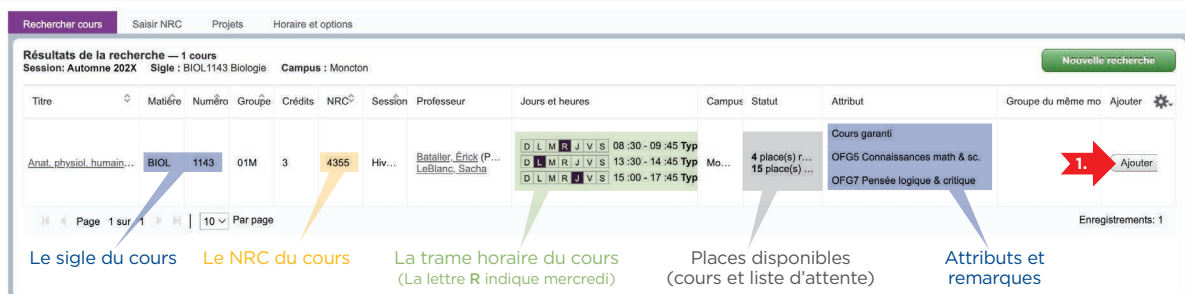 Rechercher cours Saisir NRC Projets Horaire et options
Résultats de la recherche — 1 cours
Session: Automne 202X Sigle : BIOL1143 Biologie Campus : Moncton
Nouvelle recherche
Titre Matière Numéro Groupe Crédits NRC Session Professeur Jours et heures Campus Statut Attribut Groupe du même mo Ajouter
Anat. physiol. humain... BIOL 1143 01M 3 4355 Hiv... Bataller, Érick (P...
LeBlanc, Sacha
D L M R J V S 08 :30 - 09 :45 Typ
D L M R J V S 13 :30 - 14 :45 Typ
D L M R J V S 15 :00 - 17 :45 Typ
Mo...
4 place(s) r...
15 place(s) ...
Cours garanti
OFG5 Connaissances math & sc.
OFG7 Pensée logique & critique
1. Ajouter
Page 1 sur 1 10 Par page Enregistrements: 1
Le sigle du cours Le NRC du cours
La trame horaire du cours
(La lettre R indique mercredi)
Places disponibles
(cours et liste d'attente)
Attributs et
remarques